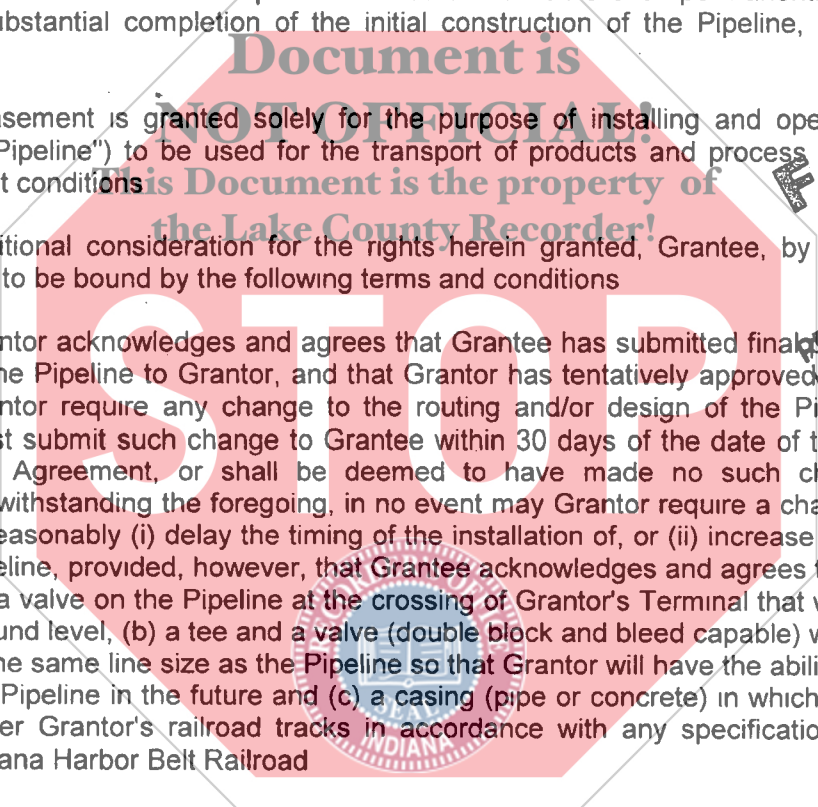 ubstantial completion of the initial construction of the Pipeline,
Document is
asement is granted solely for the purpose of installing and ope
NOT OFFICIAL!
Pipeline") to be used for the transport of products and process
t conditions
This Document is the property of
the Lake County Recorder!
itional consideration for the rights herein granted, Grantee, by
to be bound by the following terms and conditions
STOP
ntor acknowledges and agrees that Grantee has submitted final
he Pipeline to Grantor, and that Grantor has tentatively approved
ntor require any change to the routing and/or design of the Pi
st submit such change to Grantee within 30 days of the date of t
Agreement, or shall be deemed to have made no such ch
withstanding the foregoing, in no event may Grantor require a cha
easonably (i) delay the timing of the installation of, or (ii) increase
eline, provided, however, that Grantee acknowledges and agrees t
a valve on the Pipeline at the crossing of Grantor's Terminal that w
und level, (b) a tee and a valve (double block and bleed capable) w
he same line size as the Pipeline so that Grantor will have the abili
Pipeline in the future and (c) a casing (pipe or concrete) in which
er Grantor's railroad tracks in accordance with any specificatio
ana Harbor Belt Railroad
SEAL
INDIANA